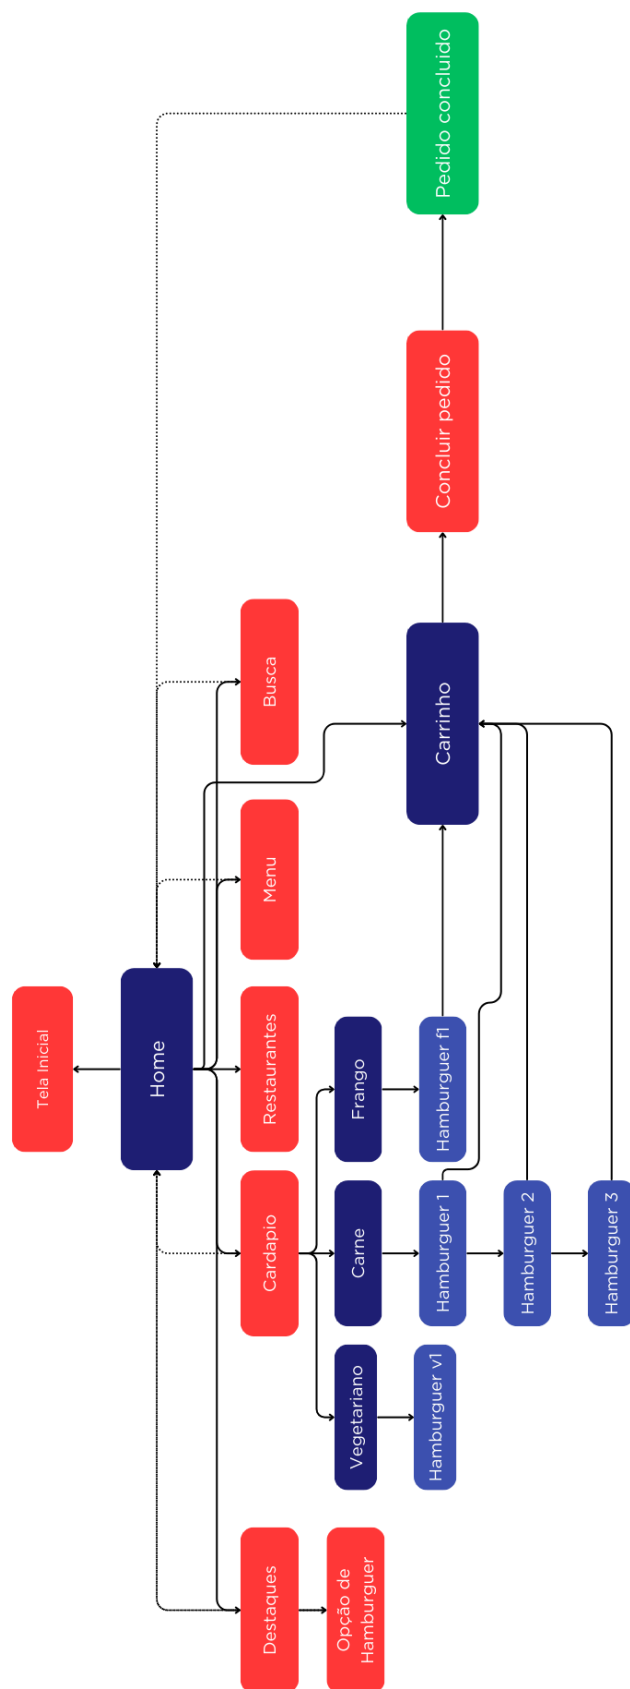 Tela Inicial
Home
Destaques
Cardapio
Restaurantes
Menu
Busca
Opção de
Hamburguer
Vegetariano
Carne
Frango
Hamburguer v1
Hamburguer 1
Hamburguer f1
Hamburguer 2
Hamburguer 3
Carrinho
Concluir pedido
Pedido concluido